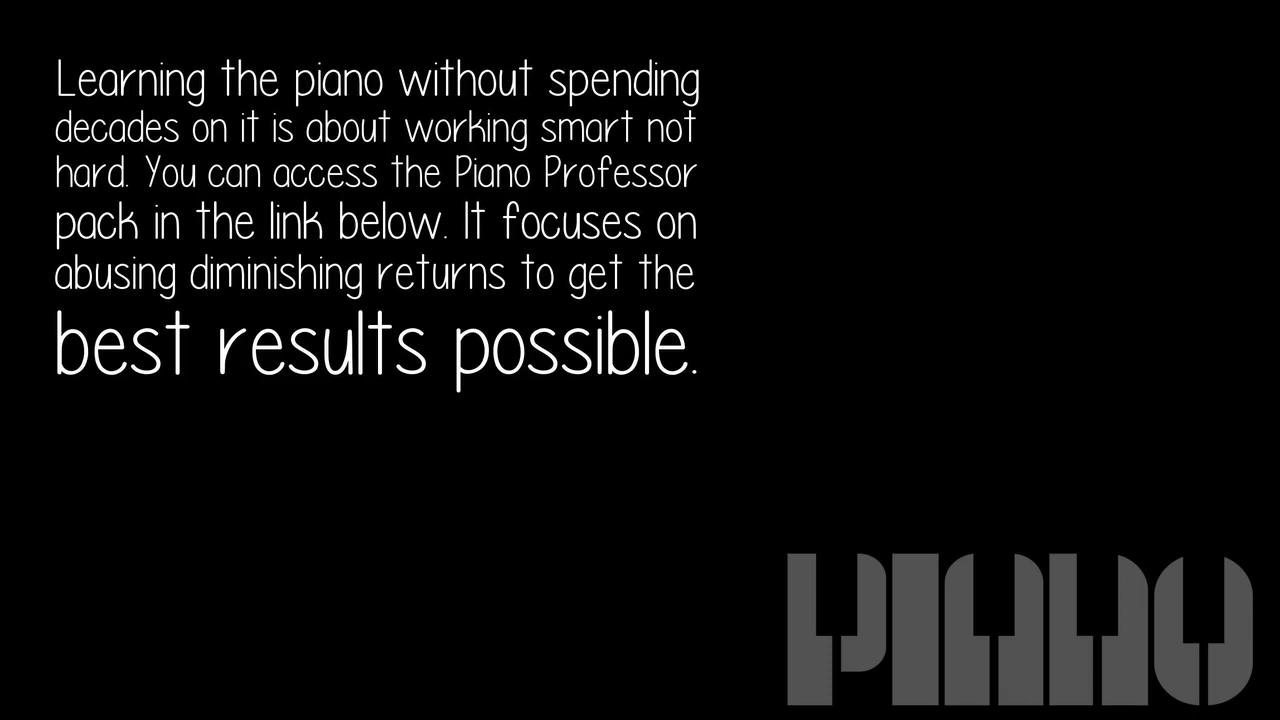 Learning the piano without spending
decades on it is about working smart not
hard. You can access the Piano Professor
pack in the link below. It focuses on
abusing diminishing returns to get the
best results possible.
PIANO